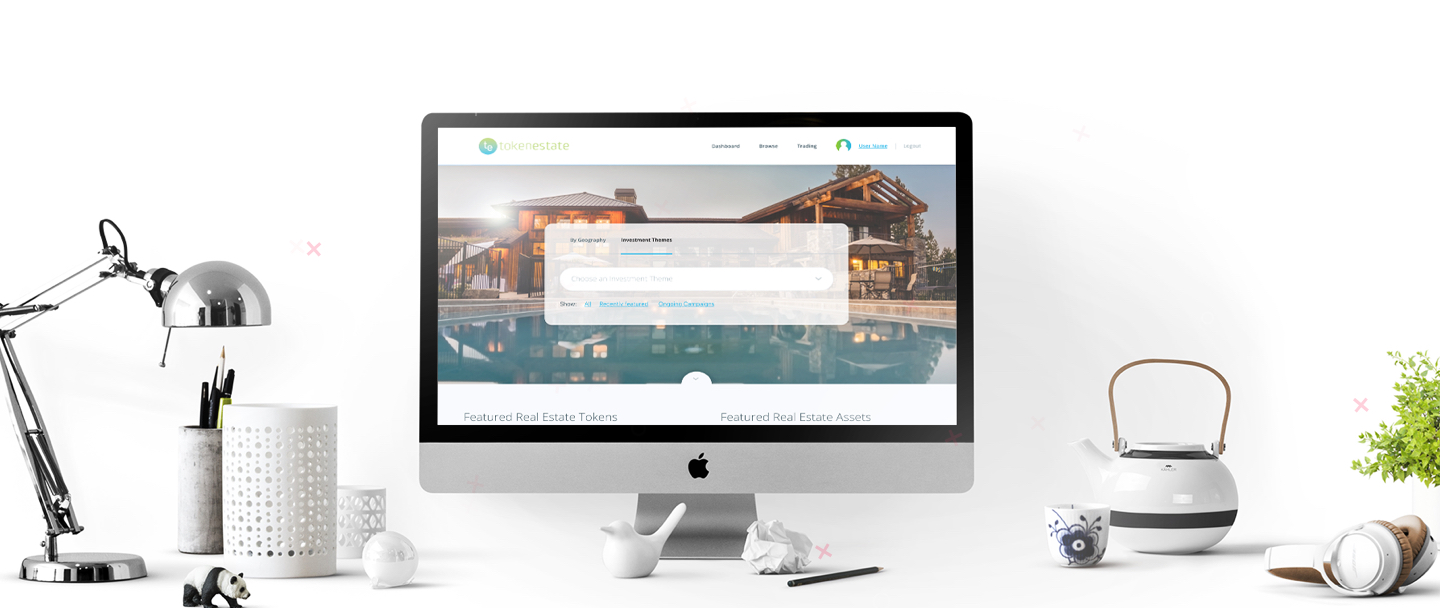 te tokenestate
Dashboard Browse Trading User Name | Logout
By Geography Investment Themes
Choose an Investment Theme
Show: All Recently featured Ongoing Campaigns
Featured Real Estate Tokens Featured Real Estate Assets